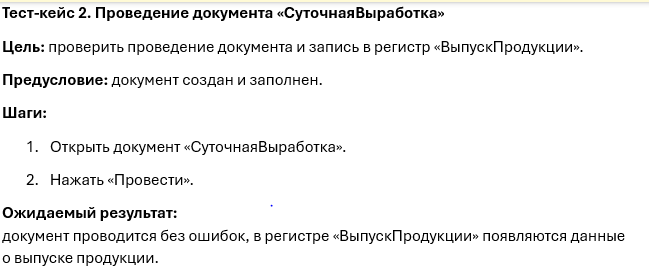 Тест-кейс 2. Проведение документа «СуточнаяВыработка»
Цель: проверить проведение документа и запись в регистр «ВыпускПродукции».
Предусловие: документ создан и заполнен.
Шаги:
1. Открыть документ «СуточнаяВыработка».
2. Нажать «Провести».
Ожидаемый результат:
документ проводится без ошибок, в регистре «ВыпускПродукции» появляются данные
о выпуске продукции.